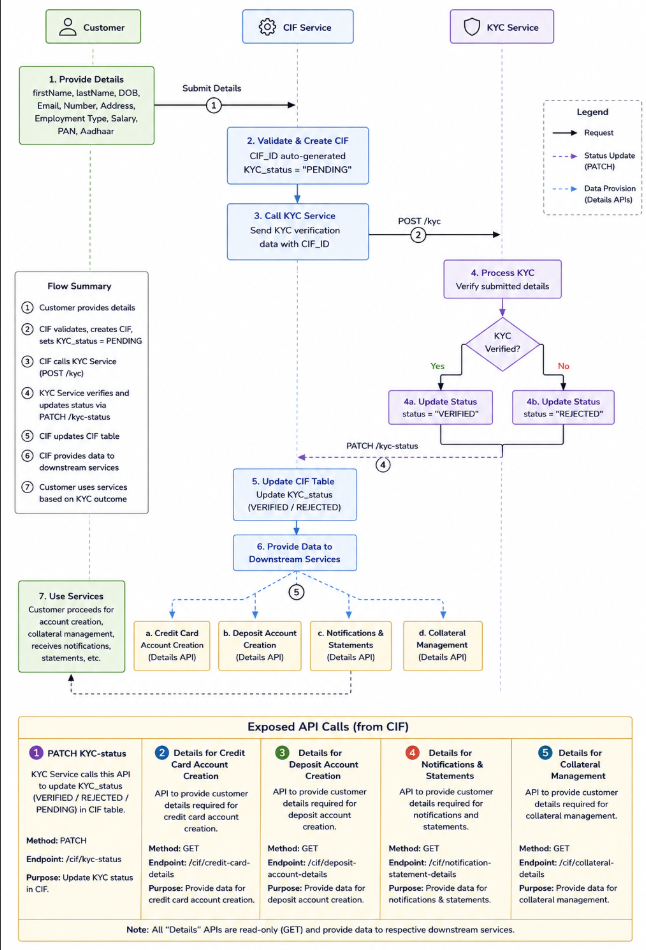 Customer
CIF Service
KYC Service
1. Provide Details
firstName, lastName, DOB,
Email, Number, Address,
Employment Type, Salary,
PAN, Aadhaar
Submit Details
1
Legend
Request
Status Update
(PATCH)
Data Provision
(Details APIs)
2. Validate & Create CIF
CIF_ID auto-generated
KYC_status = "PENDING"
3. Call KYC Service
Send KYC verification
data with CIF_ID
POST /kyc
2
4. Process KYC
Verify submitted details
KYC
Verified?
Yes
No
4a. Update Status
status = "VERIFIED"
4b. Update Status
status = "REJECTED"
PATCH /kyc-status
4
Flow Summary
1 Customer provides details
2 CIF validates, creates CIF,
sets KYC_status = PENDING
3 CIF calls KYC Service
(POST /kyc)
4 KYC Service verifies and
updates status via
PATCH /kyc-status
5 CIF updates CIF table
6 CIF provides data to
downstream services
7 Customer uses services
based on KYC outcome
5. Update CIF Table
Update KYC_status
(VERIFIED / REJECTED)
6. Provide Data to
Downstream Services
5
7. Use Services
Customer proceeds for
account creation,
collateral management,
receives notifications,
statements, etc.
a. Credit Card
Account Creation
(Details API)
b. Deposit Account
Creation
(Details API)
c. Notifications &
Statements
(Details API)
d. Collateral
Management
(Details API)
Exposed API Calls (from CIF)
1 PATCH KYC-status
KYC Service calls this API
to update KYC_status
(VERIFIED / REJECTED /
PENDING) in CIF table.
Method: PATCH
Endpoint: /cif/kyc-status
Purpose: Update KYC status
in CIF.
2 Details for Credit
Card Account
Creation
API to provide customer
details required for
credit card account
creation.
Method: GET
Endpoint: /cif/credit-card-
details
Purpose: Provide data for
credit card account creation.
3 Details for
Deposit Account
Creation
API to provide customer
details required for
deposit account
creation.
Method: GET
Endpoint: /cif/deposit-
account-details
Purpose: Provide data for
deposit account creation.
4 Details for
Notifications &
Statements
API to provide customer
details required for
notifications and
statements.
Method: GET
Endpoint: /cif/notification-
statement-details
Purpose: Provide data for
notifications & statements.
5 Details for
Collateral
Management
API to provide customer
details required for
collateral management.
Method: GET
Endpoint: /cif/collateral-
details
Purpose: Provide data for
collateral management.
Note: All "Details" APIs are read-only (GET) and provide data to respective downstream services.